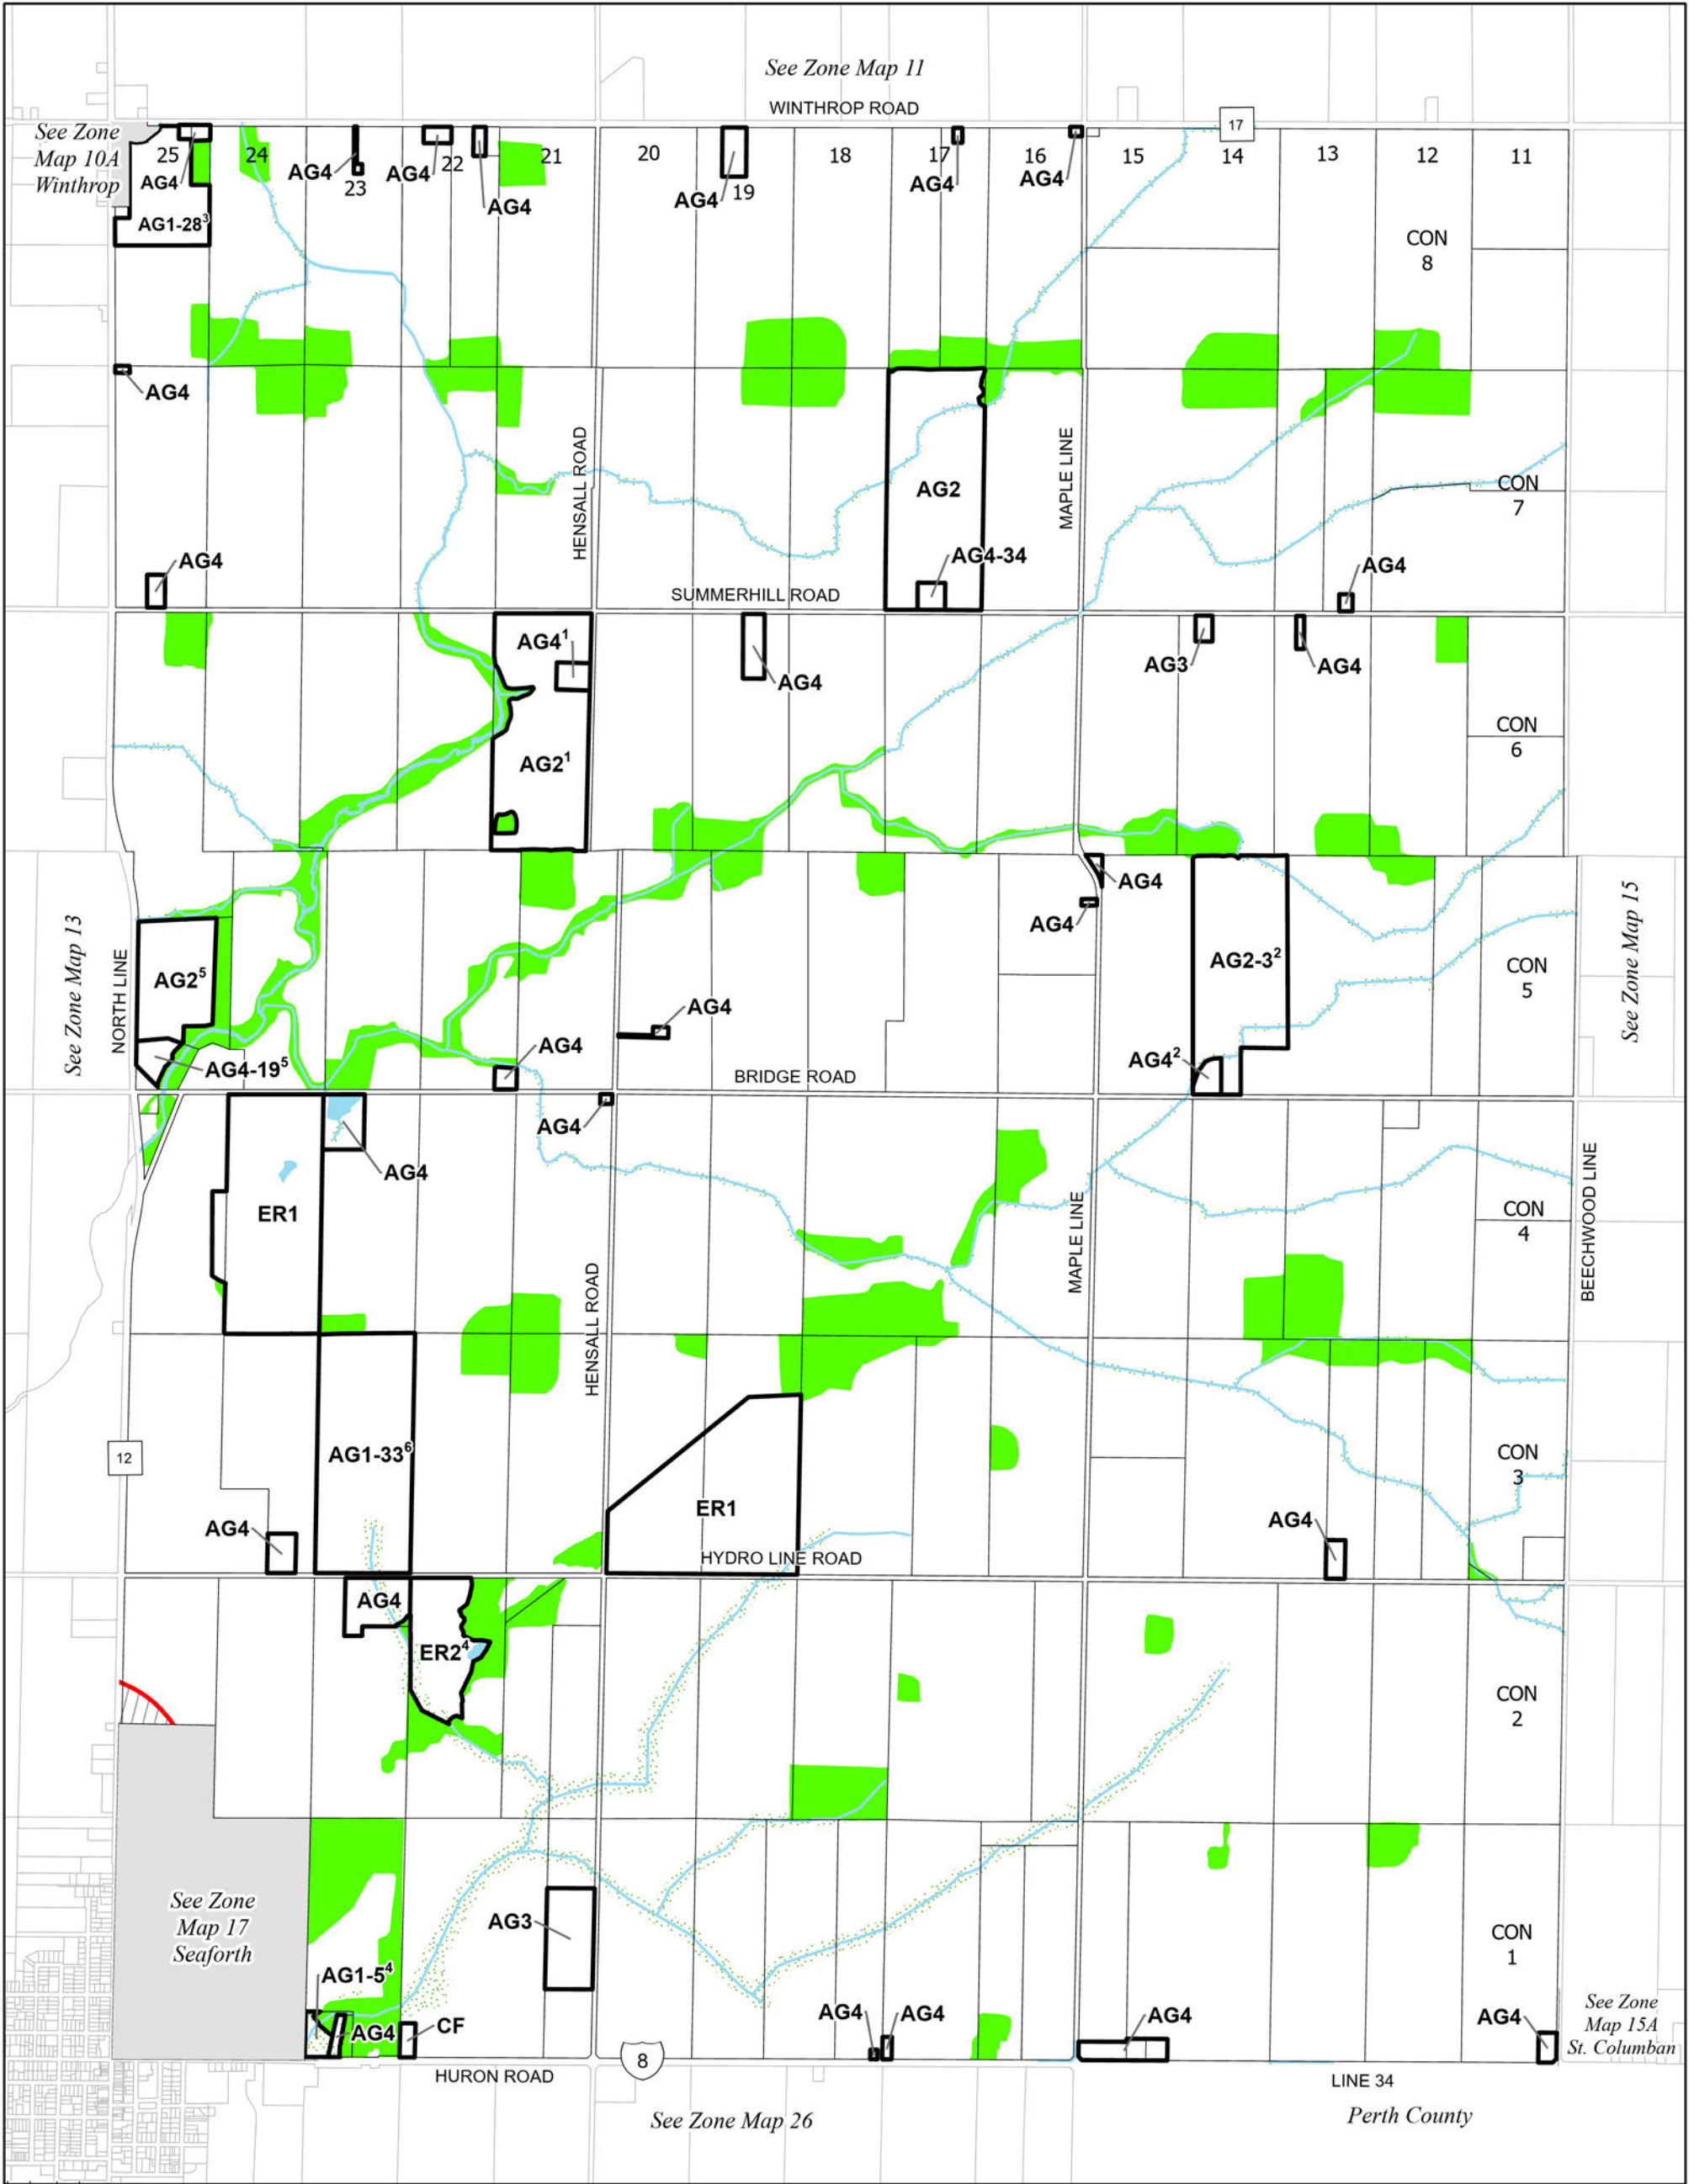 See Zone Map 11
WINTHROP ROAD
17
See Zone
Map 10A
Winthrop
25
24
23
22
21
20
19
18
17
16
15
14
13
12
11
AG4
AG4
AG4
AG4
AG4
AG4
AG4
AG1-28³
CON
8
AG4
HENSALL ROAD
MAPLE LINE
AG2
CON
7
AG4
AG4-34
AG4
SUMMERHILL ROAD
AG4¹
AG4
AG3
AG4
CON
6
AG2¹
AG4
AG4
See Zone Map 13
NORTH LINE
AG2⁵
AG2-3²
CON
5
See Zone Map 15
AG4
AG4
AG4-19⁵
AG4²
BRIDGE ROAD
AG4
AG4
ER1
MAPLE LINE
CON
4
BEECHWOOD LINE
HENSALL ROAD
12
AG1-33⁶
CON
3
ER1
AG4
AG4
HYDRO LINE ROAD
AG4
ER2⁴
CON
2
See Zone
Map 17
Seaforth
AG3
CON
1
AG1-5⁴
AG4
CF
AG4
AG4
AG4
AG4
See Zone
Map 15A
St. Columban
8
HURON ROAD
LINE 34
See Zone Map 26
Perth County